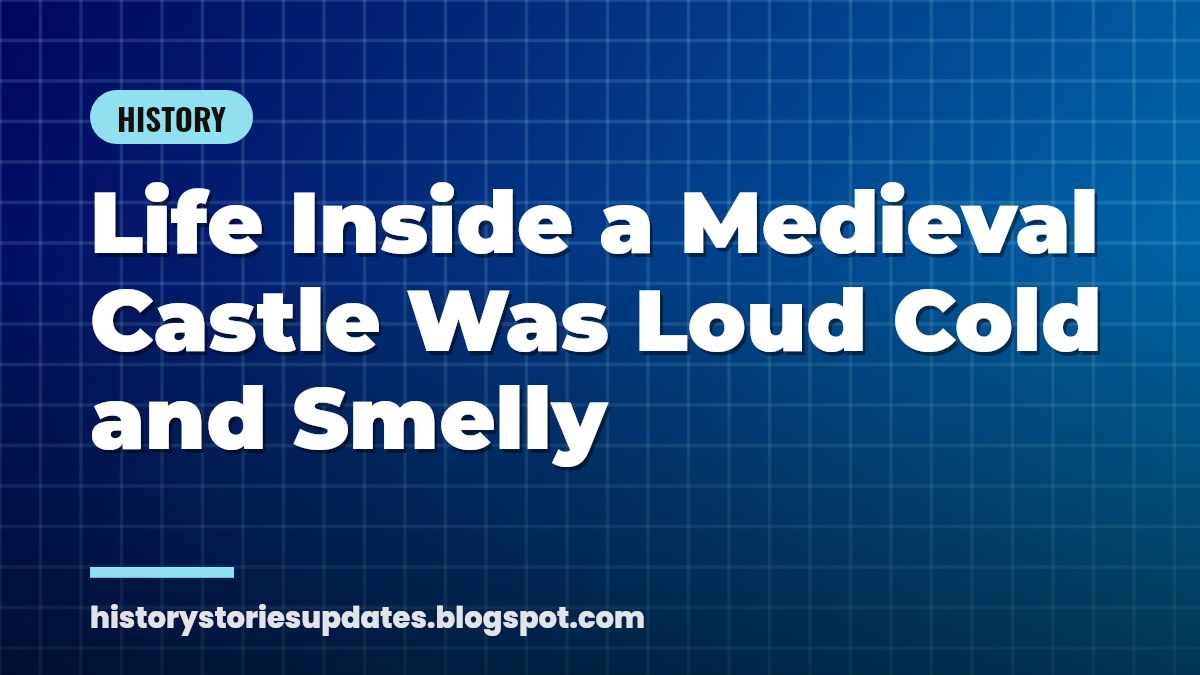 HISTORY
Life Inside a Medieval
Castle Was Loud Cold
and Smelly
historystoriesupdates.blogspot.com